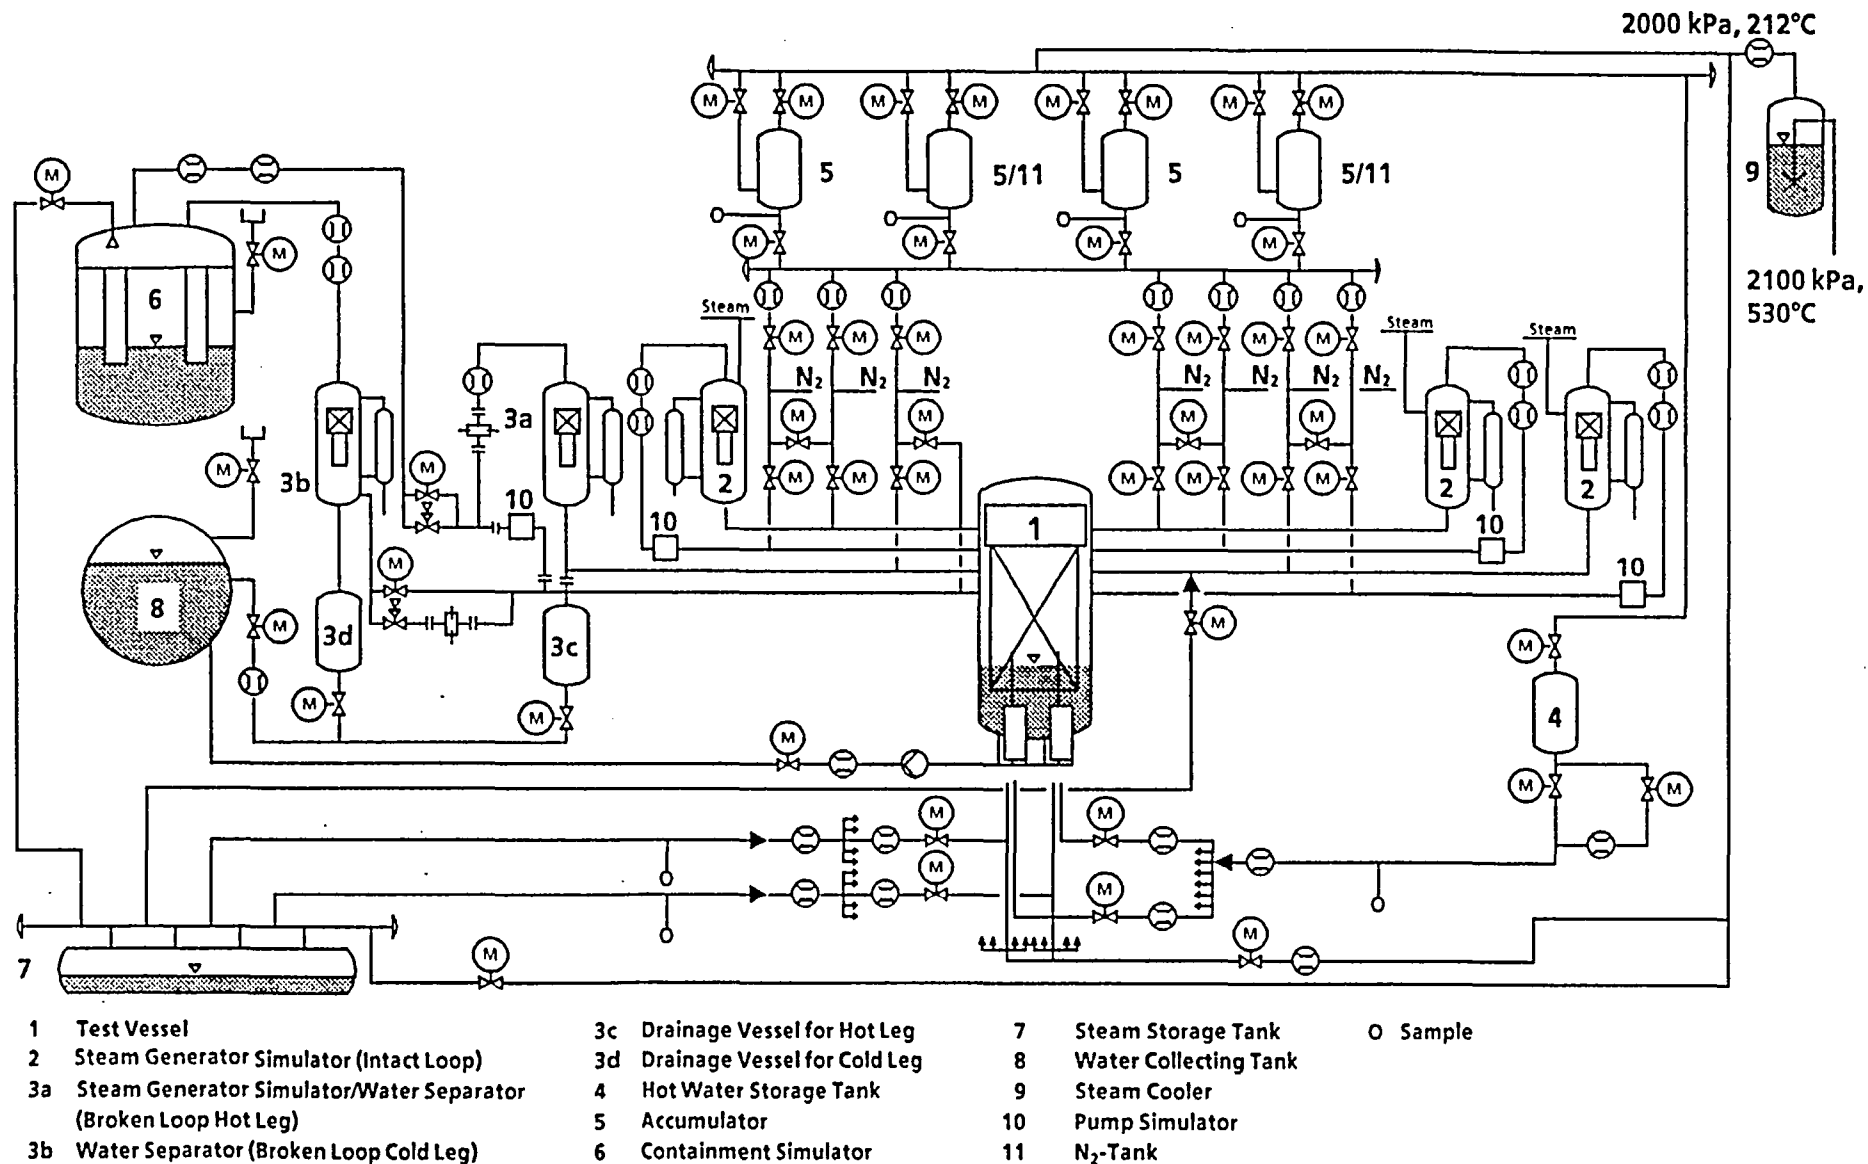 2000 kPa, 212°C
M M M M M M M M
5 5/11 5 5/11
9
M
M M M M
M
2100 kPa,
530°C
6
Steam
Steam
Steam
M M M M M M M
N₂ N₂ N₂ N₂ N₂ N₂ N₂
3a
M M M M
M
M
3b
2
M M M M M M M
2 2
10
10
10
1
M
10
8
3d
3c
M
M
M
M
M
4
M
M M
M M
M M
M
M
7
1 Test Vessel
2 Steam Generator Simulator (Intact Loop)
3a Steam Generator Simulator/Water Separator
(Broken Loop Hot Leg)
3b Water Separator (Broken Loop Cold Leg)
3c Drainage Vessel for Hot Leg
3d Drainage Vessel for Cold Leg
4 Hot Water Storage Tank
5 Accumulator
6 Containment Simulator
7 Steam Storage Tank
8 Water Collecting Tank
9 Steam Cooler
10 Pump Simulator
11 N₂-Tank
O Sample